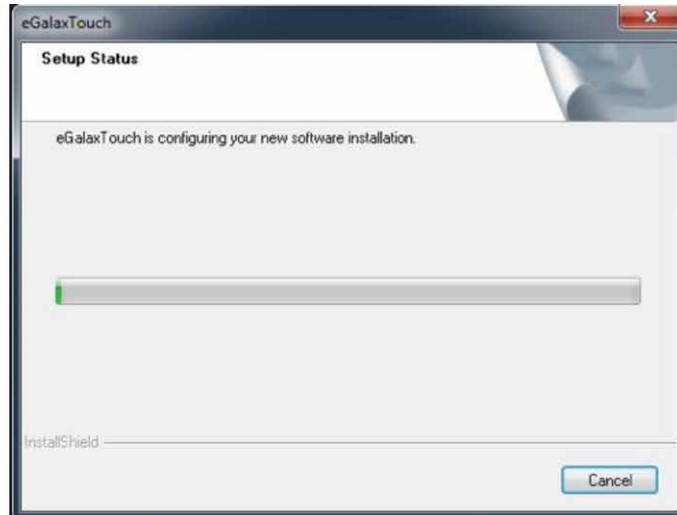 eGalaxTouch
Setup Status
eGalaxTouch is configuring your new software installation.
InstallShield
Cancel